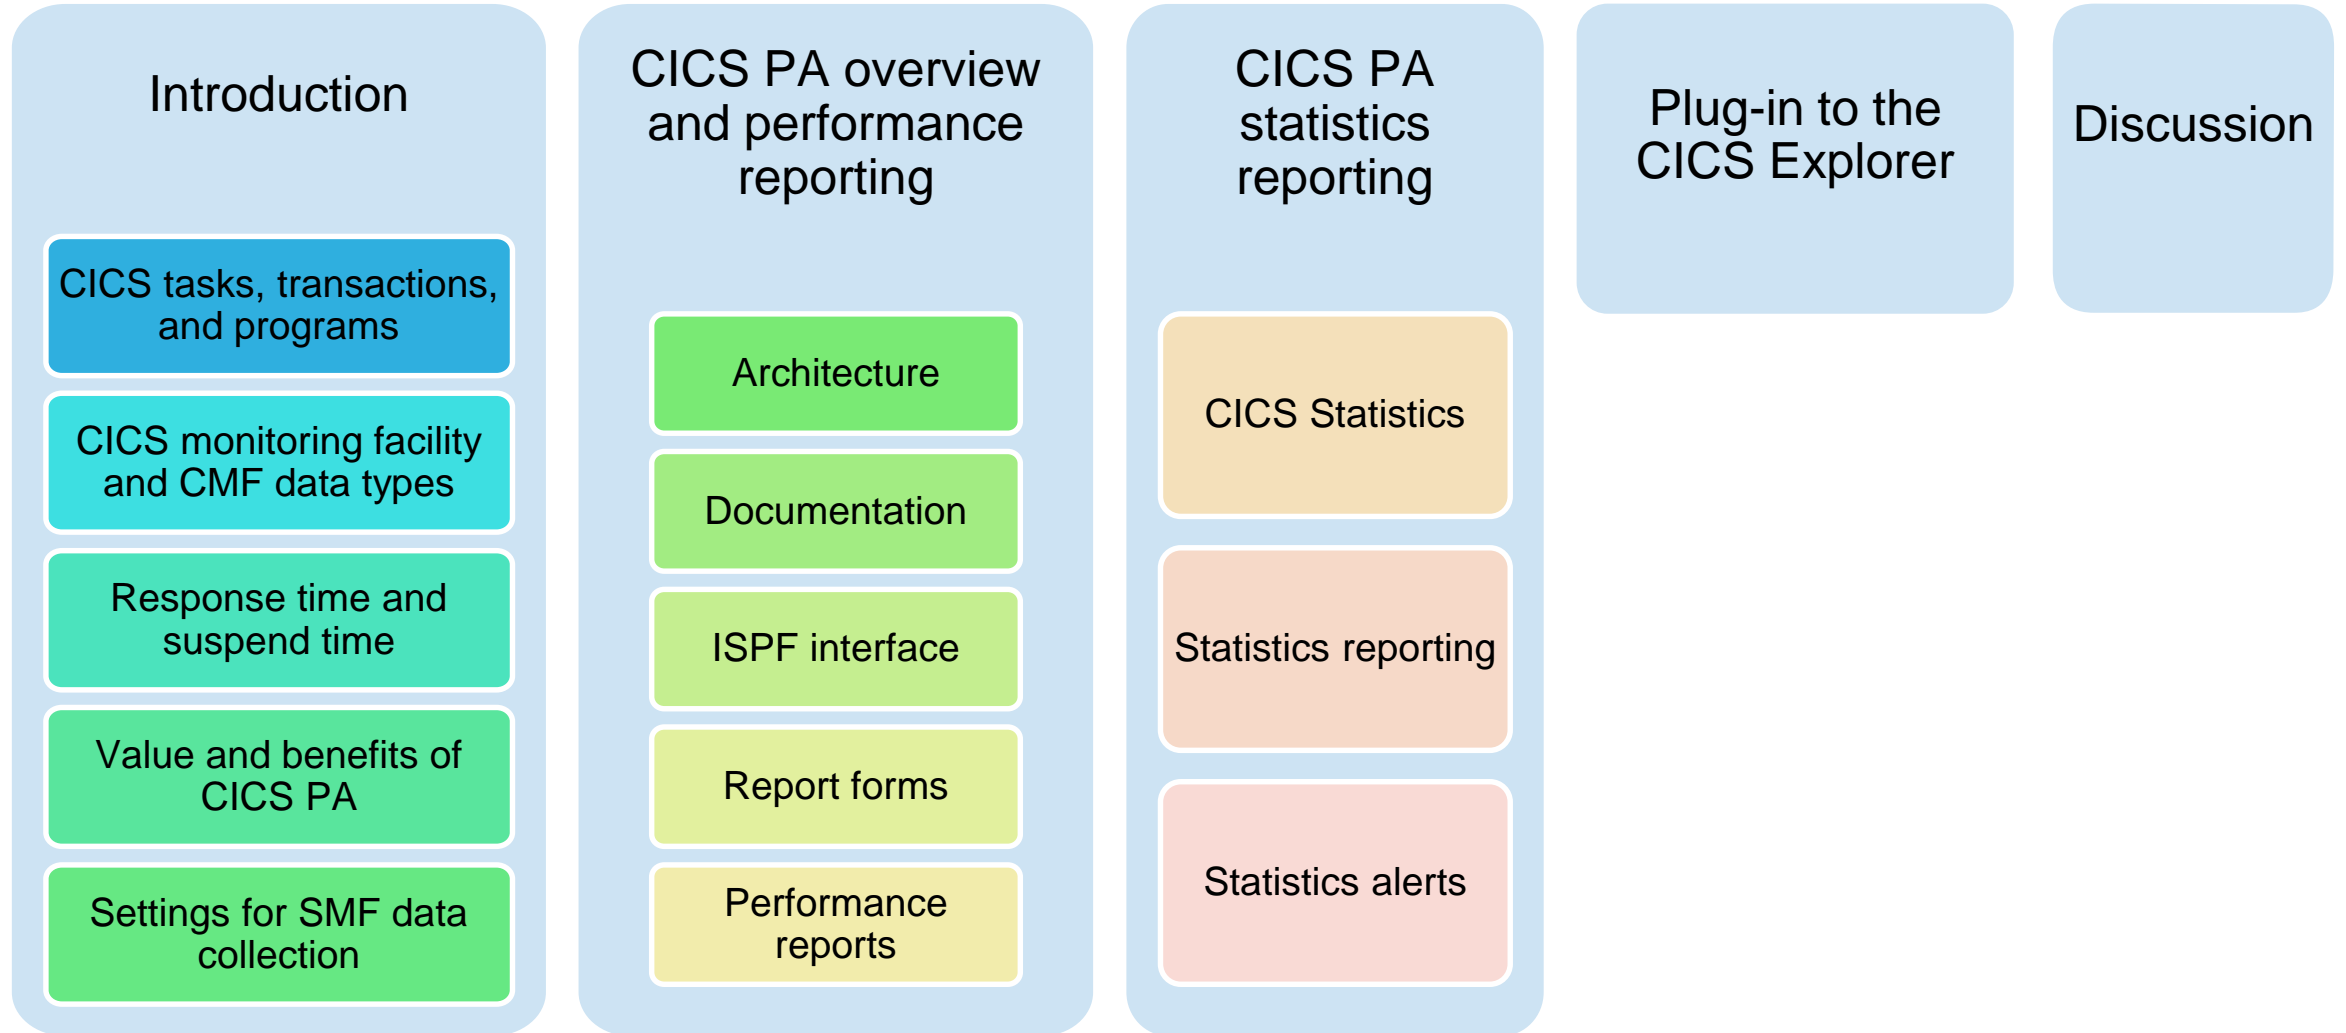 Introduction
CICS tasks, transactions,
and programs
CICS monitoring facility
and CMF data types
Response time and
suspend time
Value and benefits of
CICS PA
Settings for SMF data
collection
CICS PA overview
and performance
reporting
Architecture
Documentation
ISPF interface
Report forms
Performance
reports
CICS PA
statistics
reporting
CICS Statistics
Statistics reporting
Statistics alerts
Plug-in to the
CICS Explorer
Discussion